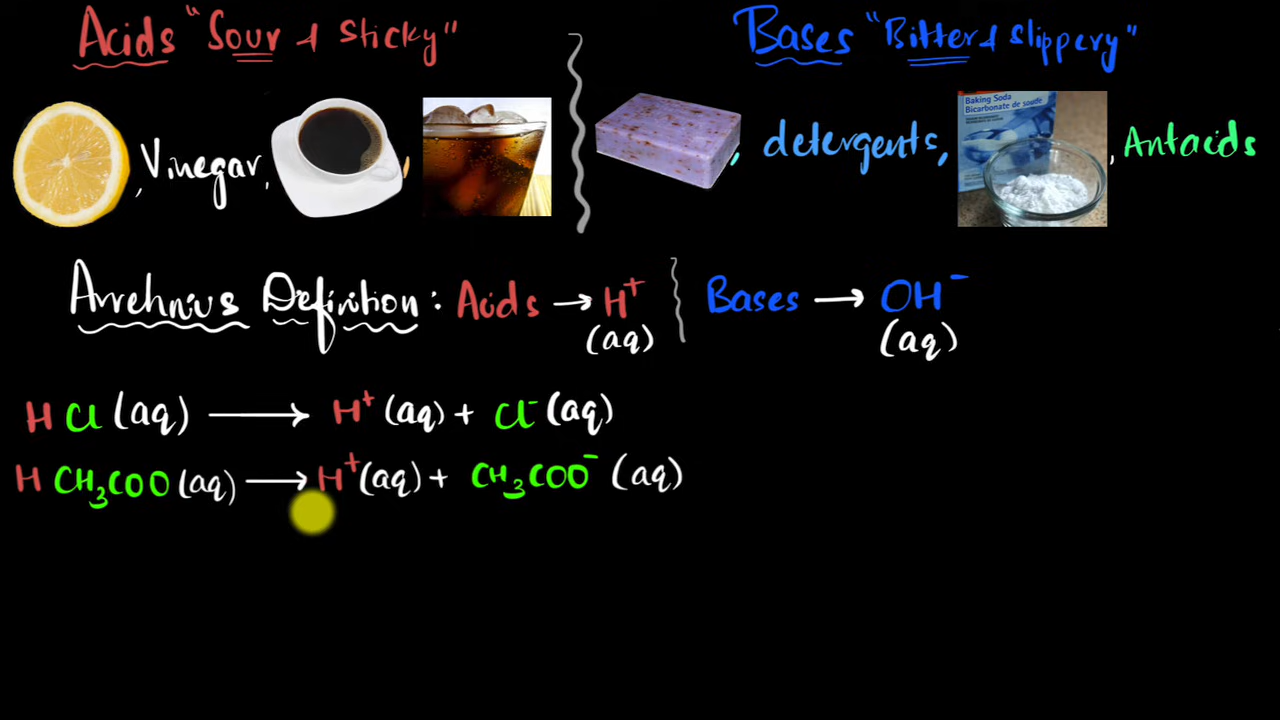 Acids "Sour & sticky"
Bases "Bitter & slippery"
, Vinegar, ,
, detergents, , Antacids
Baking Soda
Bicarbonate de soude
Arrehnius Definition : Acids → H⁺ (aq)
Bases → OH⁻ (aq)
H Cl (aq) → H⁺ (aq) + Cl⁻ (aq)
H CH₃COO (aq) → H⁺ (aq) + CH₃COO⁻ (aq)